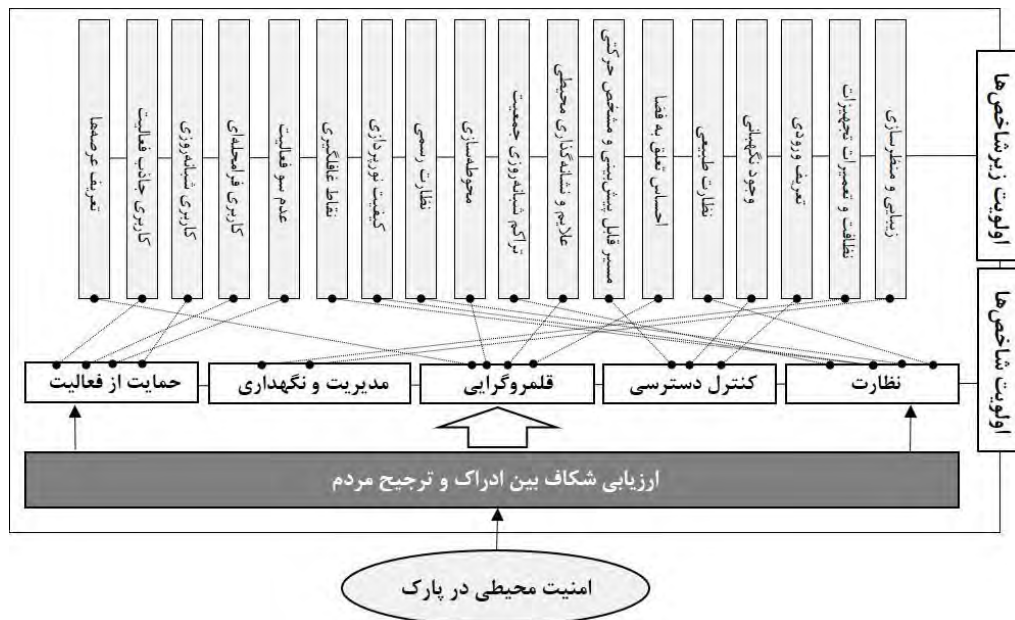 اولویت زیرشاخص‌ها
زیبایی و منظرسازی
نظافت و تعمیرات تجهیزات
تعریف ورودی
وجود نگهبانی
نظارت طبیعی
احساس تعلق به فضا
مسیر قابل پیش‌بینی و مشخص حرکتی
علایم و نشانه‌گذاری محیطی
تراکم شبانه‌روزی جمعیت
محوطه‌سازی
نظارت رسمی
کیفیت نورپردازی
نقاط غافلگیری
عدم سو فعالیت
کاربری فرامحله‌ای
کاربری شبانه‌روزی
کاربری جاذب فعالیت
تعریف عرصه‌ها
اولویت شاخص‌ها
نظارت
کنترل دسترسی
قلمروگرایی
مدیریت و نگهداری
حمایت از فعالیت
ارزیابی شکاف بین ادراک و ترجیح مردم
امنیت محیطی در پارک